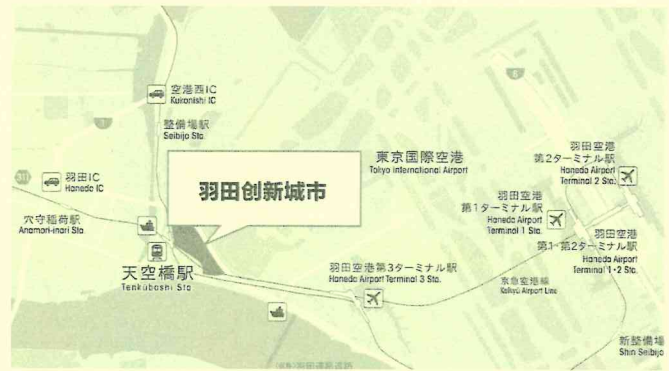 空港西IC
Kukonishi IC
1
整備場駅
Seibijo Sta.
羽田IC
Haneda IC
穴守稲荷駅
Anamori-inari Sta.
天空橋駅
Tenkubashi Sta.
羽田创新城市
東京国際空港
Tokyo International Airport
6
羽田空港
第2ターミナル駅
Haneda Airport
Terminal 2 Sta.
羽田空港
第1ターミナル駅
Haneda Airport
Terminal 1 Sta.
羽田空港
第1·第2ターミナル駅
Haneda Airport
Terminal 1·2 Sta.
羽田空港第3ターミナル駅
Haneda Airport Terminal 3 Sta.
京急空港線
Keikyu Airport Line
新整備場
Shin Seibijo